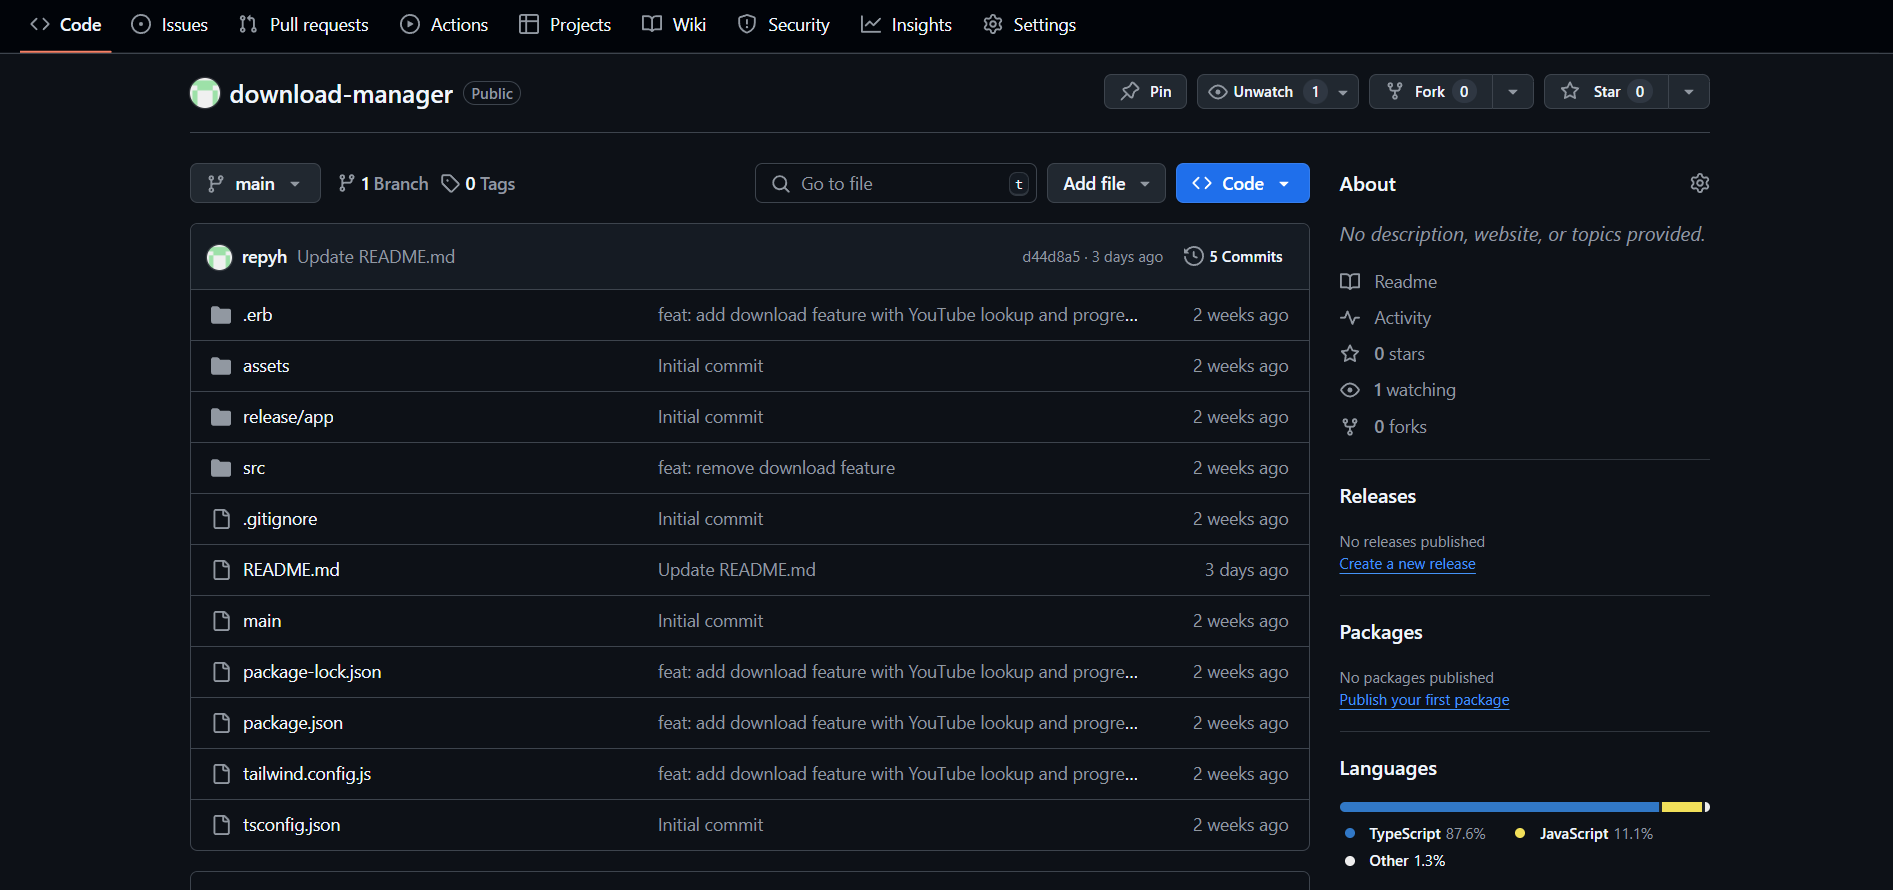 Code Issues Pull requests Actions Projects Wiki Security Insights Settings
download-manager Public Pin Unwatch 1 Fork 0 Star 0
main 1 Branch 0 Tags Go to file t Add file Code
repyh Update README.md d44d8a5 · 3 days ago 5 Commits
.erb feat: add download feature with YouTube lookup and progre... 2 weeks ago
assets Initial commit 2 weeks ago
release/app Initial commit 2 weeks ago
src feat: remove download feature 2 weeks ago
.gitignore Initial commit 2 weeks ago
README.md Update README.md 3 days ago
main Initial commit 2 weeks ago
package-lock.json feat: add download feature with YouTube lookup and progre... 2 weeks ago
package.json feat: add download feature with YouTube lookup and progre... 2 weeks ago
tailwind.config.js feat: add download feature with YouTube lookup and progre... 2 weeks ago
tsconfig.json Initial commit 2 weeks ago
About
No description, website, or topics provided.
Readme
Activity
0 stars
1 watching
0 forks
Releases
No releases published
Create a new release
Packages
No packages published
Publish your first package
Languages
TypeScript 87.6% JavaScript 11.1%
Other 1.3%